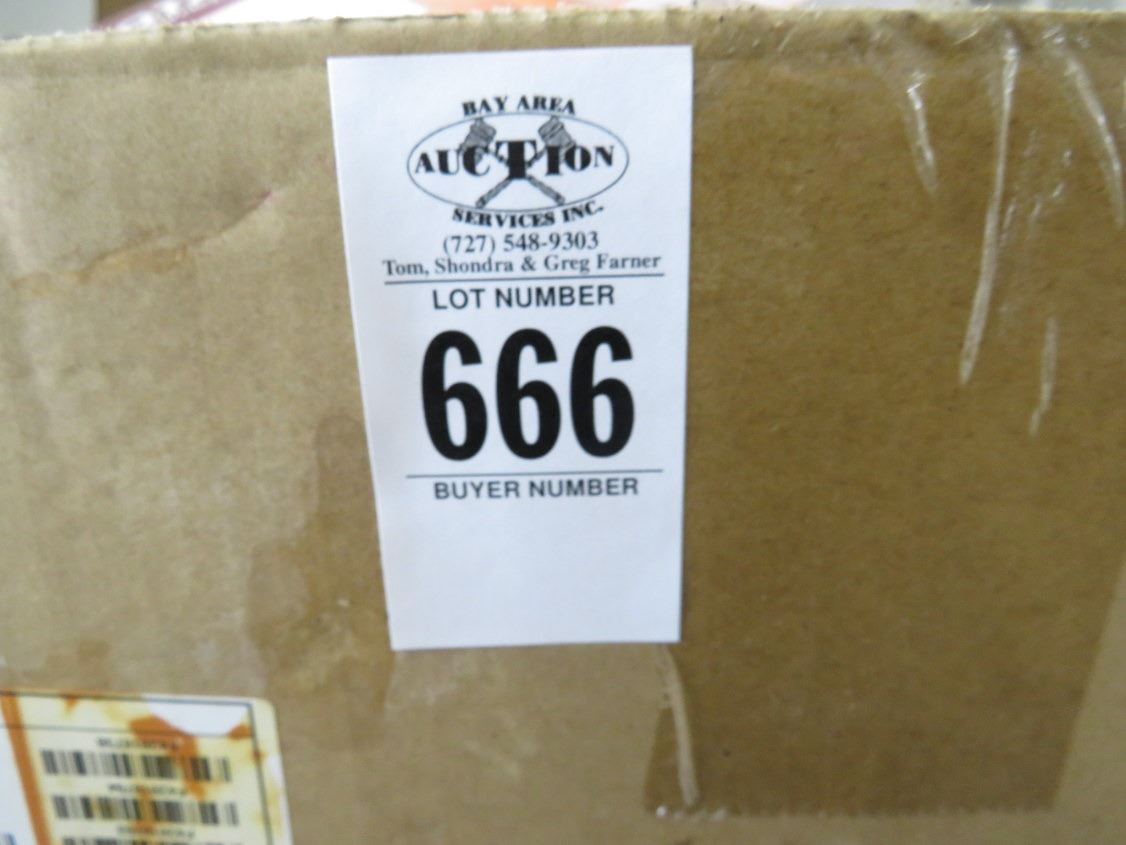 BAY AREA
AUCTION
SERVICES INC.
(727) 548-9303
Tom, Shondra & Greg Farner
LOT NUMBER
666
BUYER NUMBER